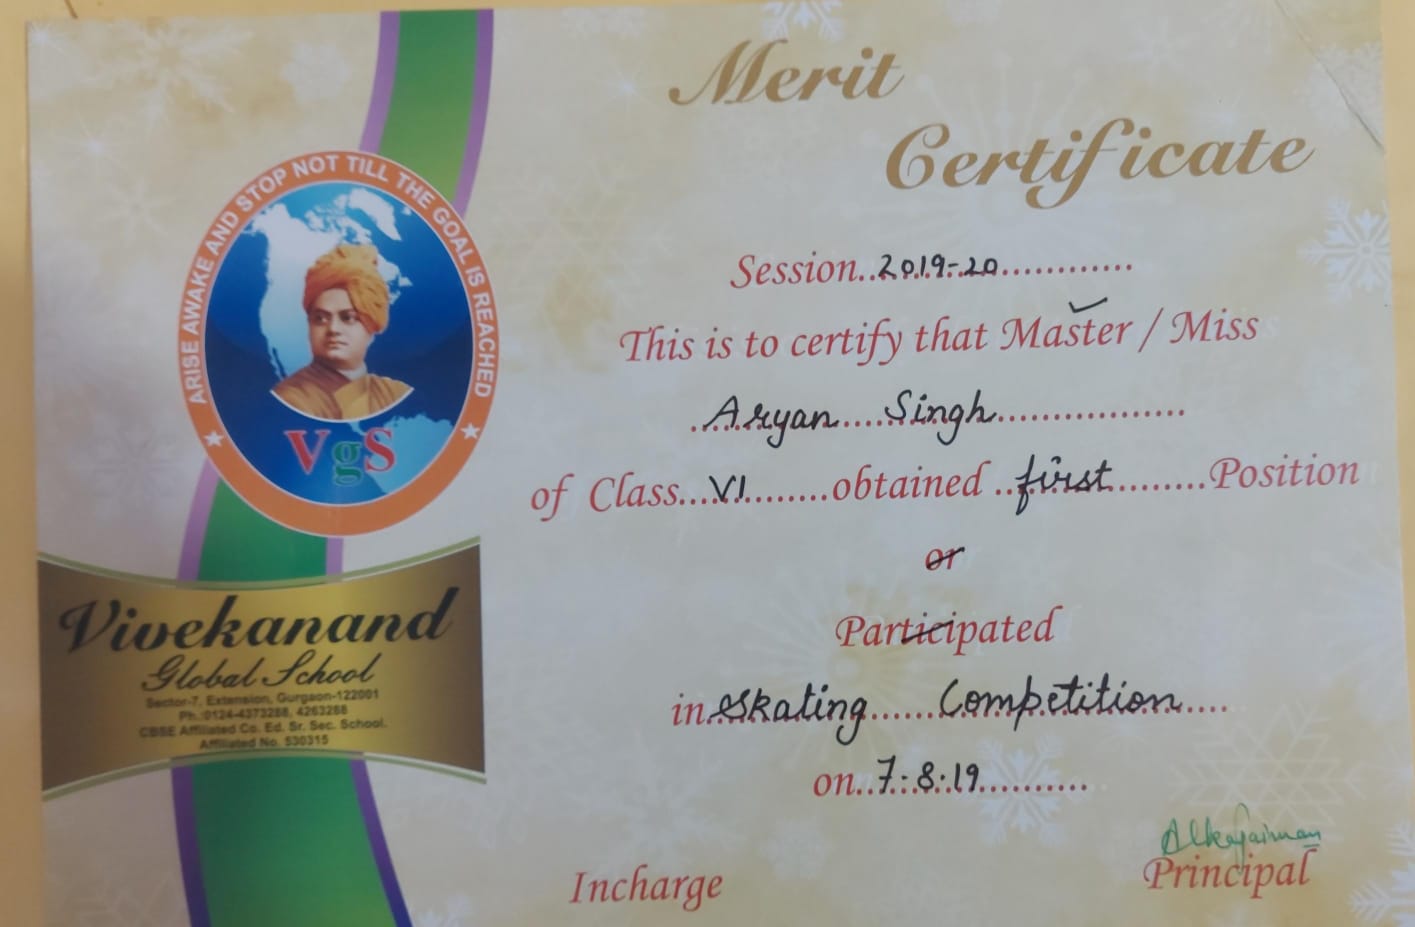 ARISE AWAKE AND STOP NOT TILL THE GOAL IS REACHED
VgS
Vivekanand
Global School
Sector-7, Extension, Gurgaon-122001
Ph.:0124-4373288, 4263288
CBSE Affiliated Co. Ed. Sr. Sec. School.
Affiliated No. 530315
Merit
Certificate
Session..2019-20............
This is to certify that Master / Miss
Aryan Singh
of Class...VI........obtained ..first.........Position
or
Participated
in Skating Competition
on..7.8.19..........
Incharge
Principal